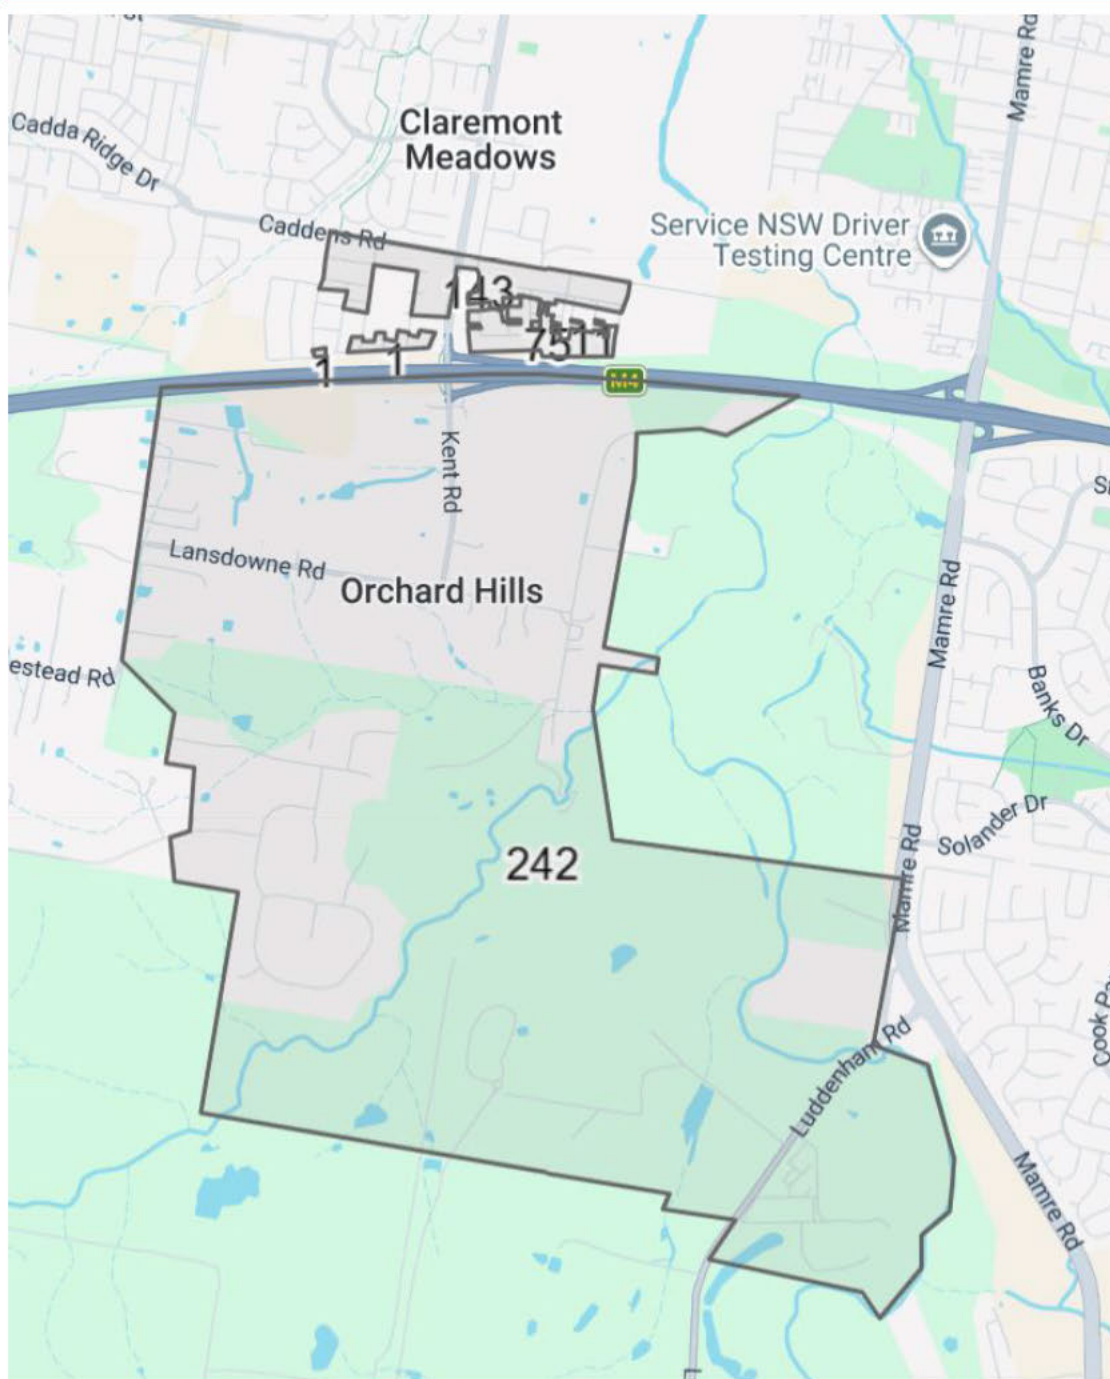 Mamre Rd
Claremont
Meadows
Cadda Ridge Dr
Caddens Rd
Service NSW Driver
Testing Centre
143
7511
1
1
M4
Kent Rd
Lansdowne Rd
Orchard Hills
Mamre Rd
estead Rd
Banks Dr
Solander Dr
242
Mamre Rd
Luddenham Rd
Cook
Mamre Rd